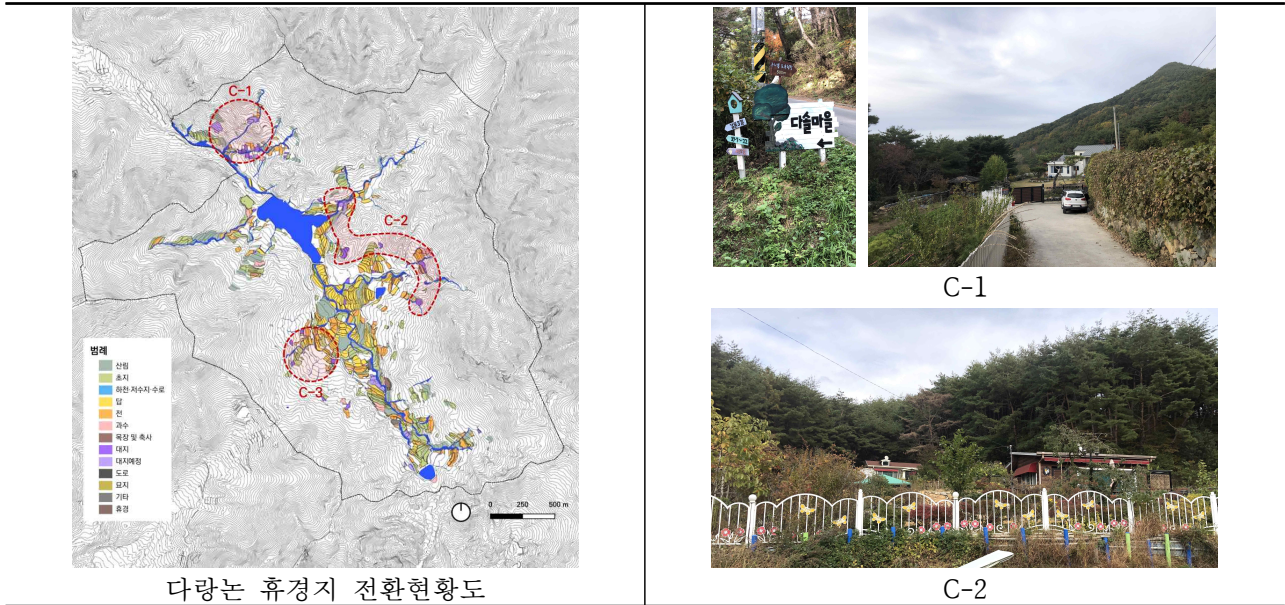 C-1
C-2
C-3
범례
산림
초지
하천·저수지·수로
답
전
과수
목장 및 축사
대지
대지예정
도로
묘지
기타
휴경
0 250 500 m
다랑논 휴경지 전환현황도
다솔마을
C-1
C-2